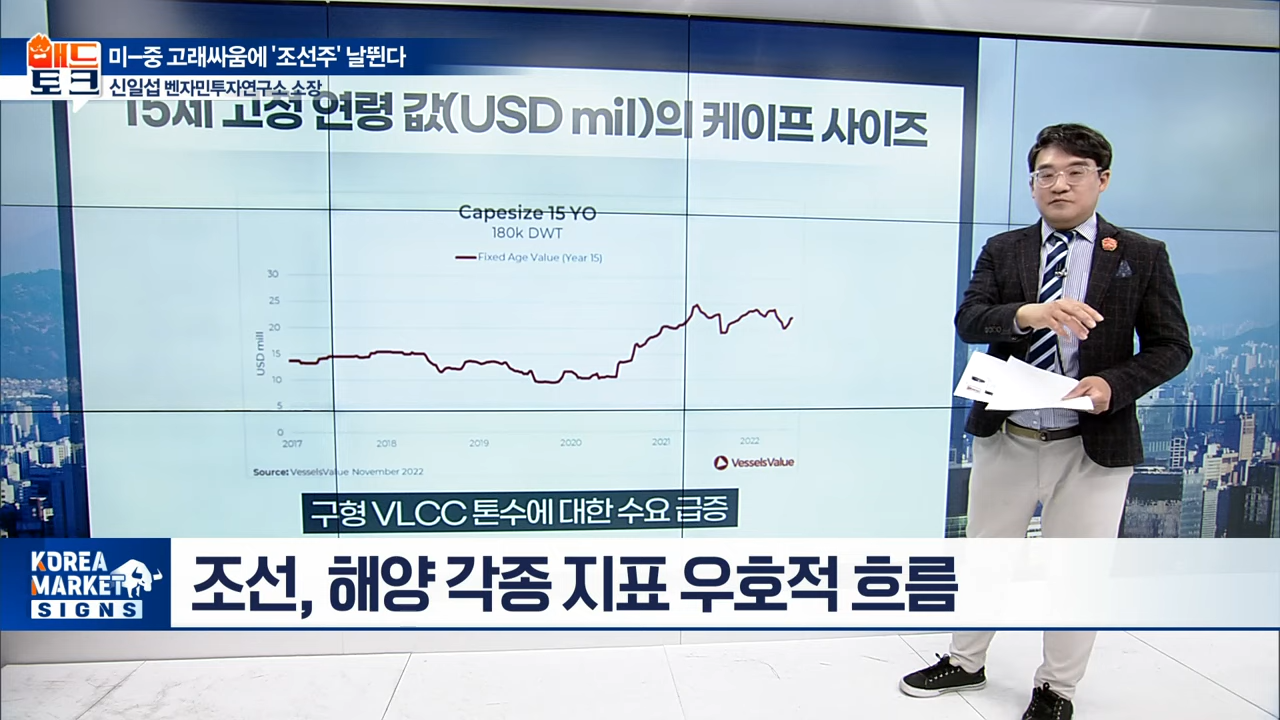 매드
토크
미-중 고래싸움에 '조선주' 날뛴다
신일섭 벤자민투자연구소 소장
15세 고정 연령 값(USD mil)의 케이프 사이즈
Capesize 15 YO
180k DWT
Fixed Age Value (Year 15)
USD mill
30
25
20
15
10
5
0
2017 2018 2019 2020 2021 2022
Source: VesselsValue November 2022
VesselsValue
구형 VLCC 톤수에 대한 수요 급증
KOREA
MARKET
SIGNS
조선, 해양 각종 지표 우호적 흐름